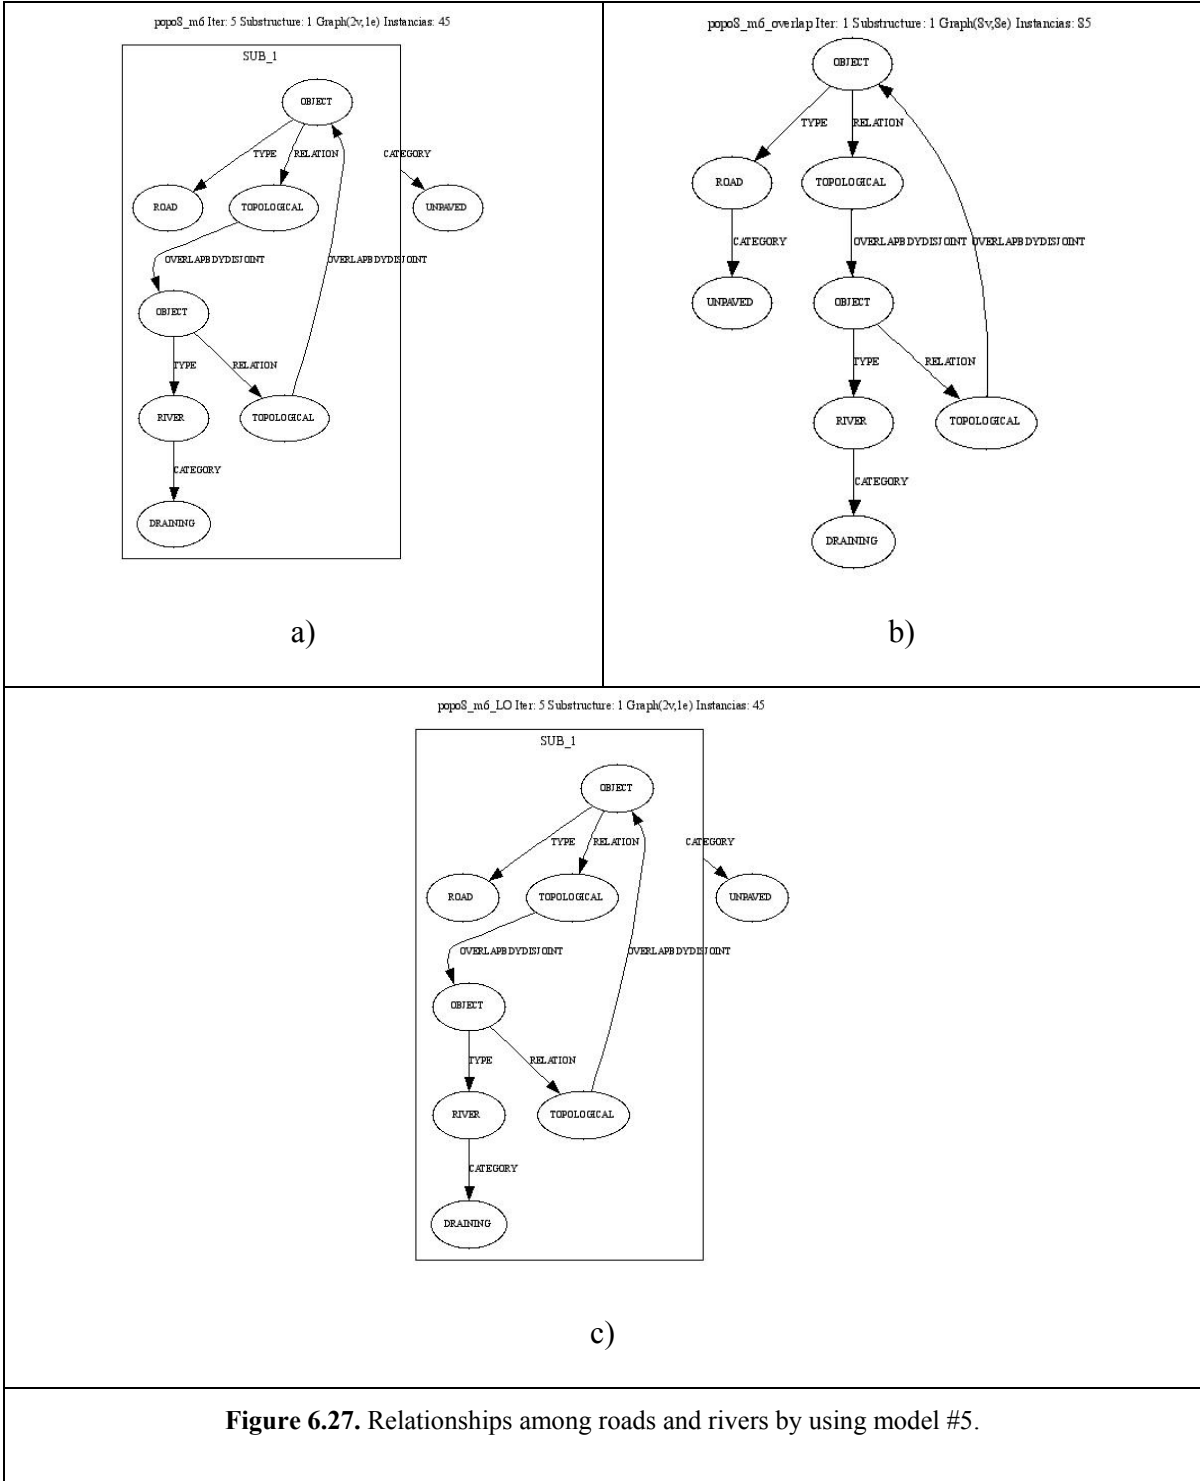 popo8_m6 Iter: 5 Substructure: 1 Graph(2v,1e) Instancias: 45
SUB_1
OBJECT
TYPE
RELATION
CATEGORY
ROAD
TOPOLOGICAL
UNPAVED
OVERLAPBDYDISJOINT
OVERLAPBDYDISJOINT
OBJECT
TYPE
RELATION
RIVER
TOPOLOGICAL
CATEGORY
DRAINING
a)
popo8_m6_overlap Iter: 1 Substructure: 1 Graph(8v,8e) Instancias: 85
OBJECT
TYPE
RELATION
ROAD
TOPOLOGICAL
CATEGORY
OVERLAPBDYDISJOINT
OVERLAPBDYDISJOINT
UNPAVED
OBJECT
TYPE
RELATION
RIVER
TOPOLOGICAL
CATEGORY
DRAINING
b)
popo8_m6_LO Iter: 5 Substructure: 1 Graph(2v,1e) Instancias: 45
SUB_1
OBJECT
TYPE
RELATION
CATEGORY
ROAD
TOPOLOGICAL
UNPAVED
OVERLAPBDYDISJOINT
OVERLAPBDYDISJOINT
OBJECT
TYPE
RELATION
RIVER
TOPOLOGICAL
CATEGORY
DRAINING
c)
Figure 6.27. Relationships among roads and rivers by using model #5.